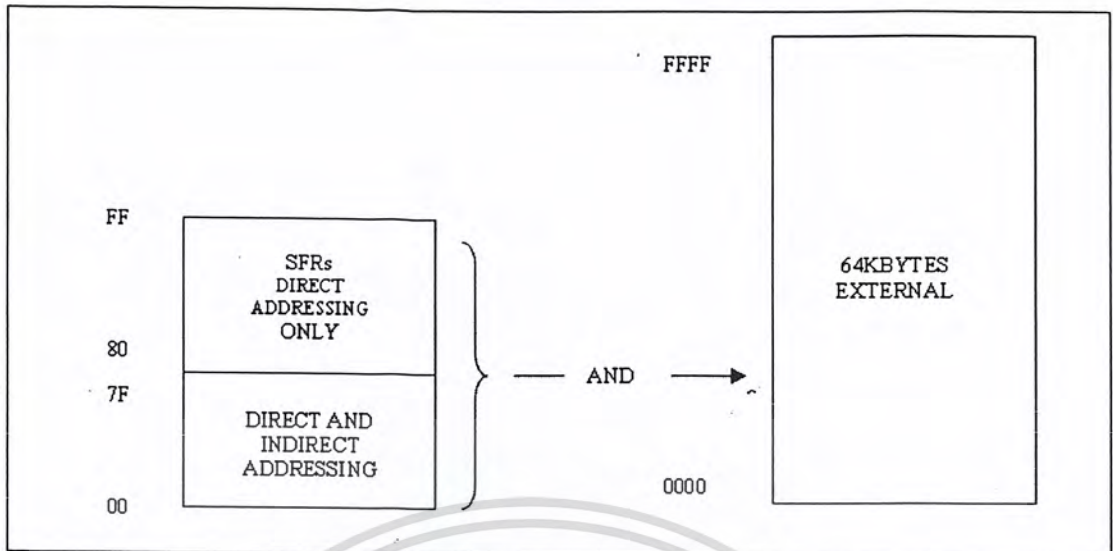 FFFF
FF
SFRs
DIRECT
ADDRESSING
ONLY
80
7F
DIRECT AND
INDIRECT
ADDRESSING
00
AND
64KBYTES
EXTERNAL
0000